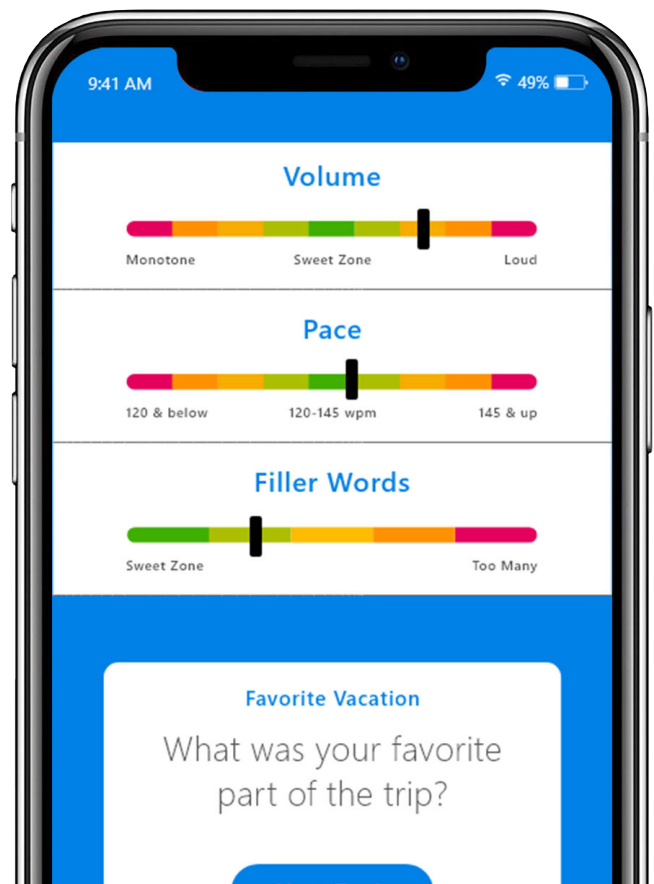 9:41 AM 49%
Volume
Monotone Sweet Zone Loud
Pace
120 & below 120-145 wpm 145 & up
Filler Words
Sweet Zone Too Many
Favorite Vacation
What was your favorite
part of the trip?